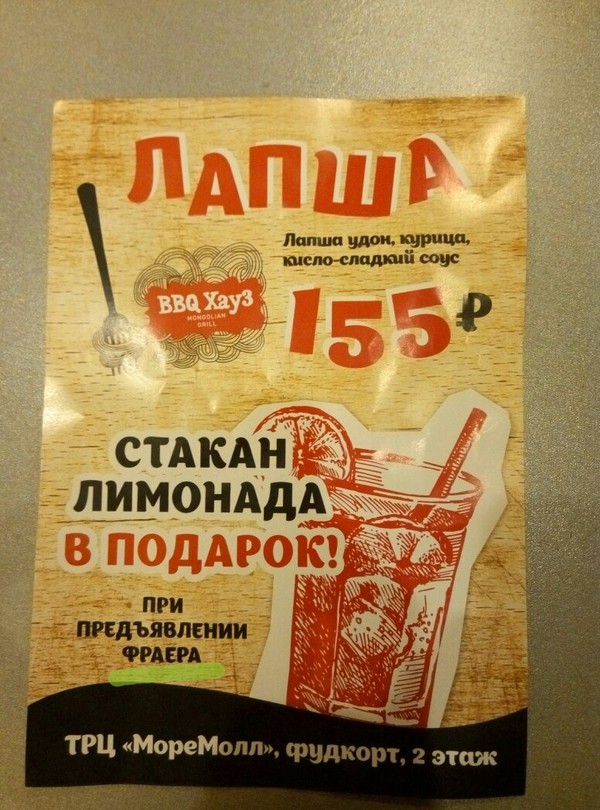 ЛАПША
Лапша удон, курица,
кисло-сладкий соус
BBQ Хауз
MONGOLIAN
GRILL
155₽
СТАКАН
ЛИМОНАДА
В ПОДАРОК!
ПРИ
ПРЕДЪЯВЛЕНИИ
ФРАЕРА
ТРЦ «МореМолл», фудкорт, 2 этаж